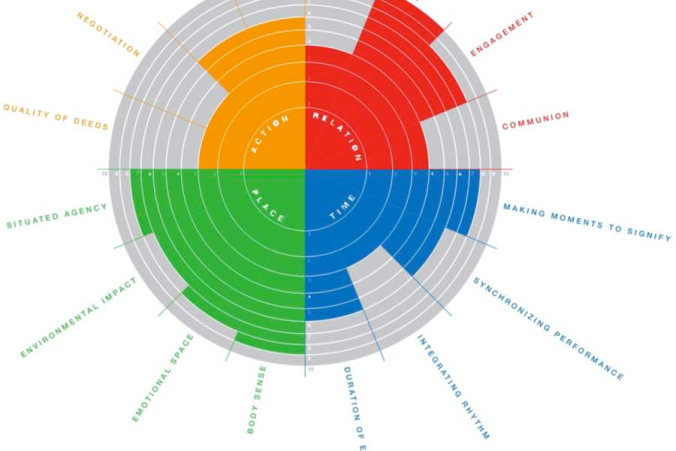 NEGOTIATION
ENGAGEMENT
QUALITY OF DEEDS
COMMUNION
ACTION
RELATION
PLACE
TIME
SITUATED AGENCY
MAKING MOMENTS TO SIGNIFY
ENVIRONMENTAL IMPACT
SYNCHRONIZING PERFORMANCE
EMOTIONAL SPACE
INTEGRATING RHYTHM
BODY SENSE
DURATION OF E